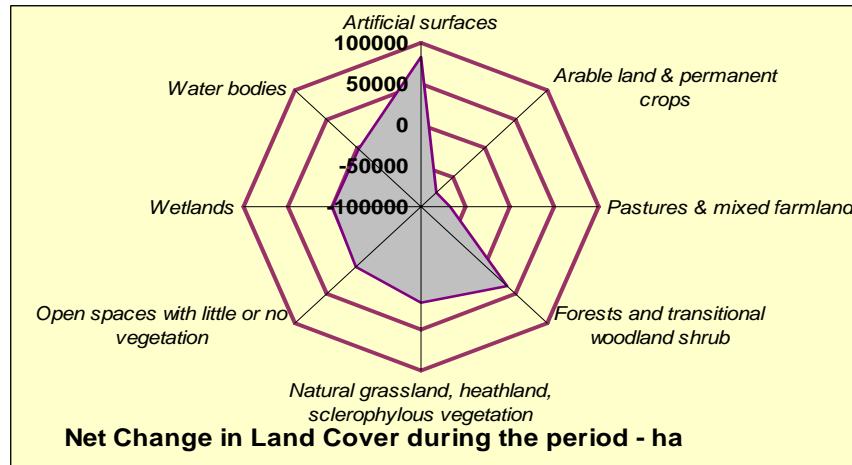 Artificial surfaces
100000
50000
0
-50000
-100000
Arable land & permanent
crops
Pastures & mixed farmland
Forests and transitional
woodland shrub
Natural grassland, heathland,
sclerophylous vegetation
Open spaces with little or no
vegetation
Wetlands
Water bodies
Net Change in Land Cover during the period - ha